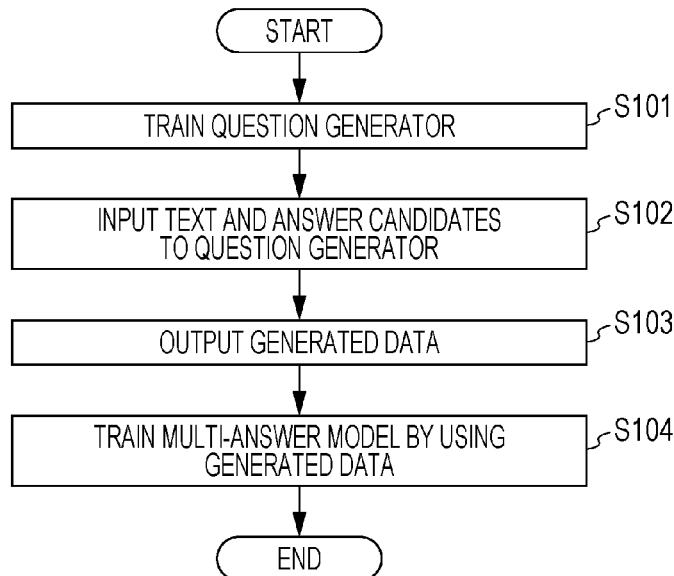 START
TRAIN QUESTION GENERATOR
S101
INPUT TEXT AND ANSWER CANDIDATES
TO QUESTION GENERATOR
S102
OUTPUT GENERATED DATA
S103
TRAIN MULTI-ANSWER MODEL BY USING
GENERATED DATA
S104
END